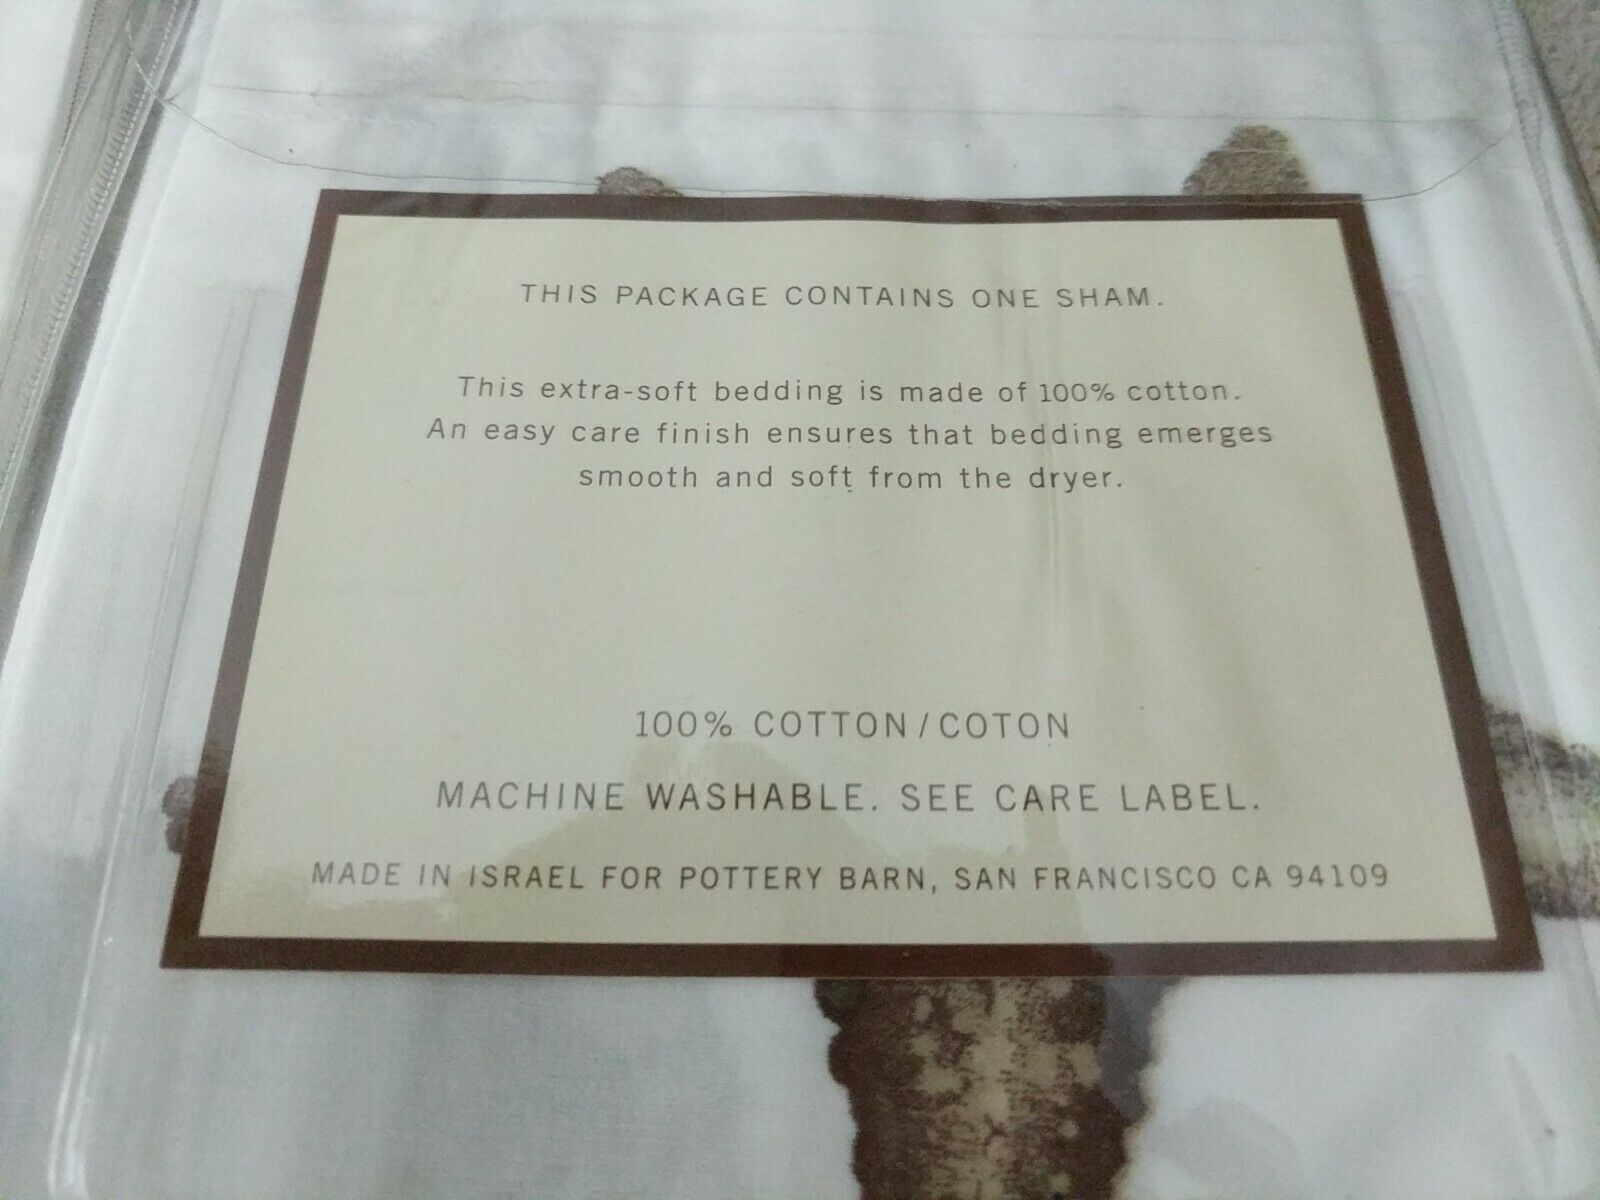 THIS PACKAGE CONTAINS ONE SHAM.
This extra-soft bedding is made of 100% cotton.
An easy care finish ensures that bedding emerges
smooth and soft from the dryer.
100% COTTON/COTON
MACHINE WASHABLE. SEE CARE LABEL.
MADE IN ISRAEL FOR POTTERY BARN, SAN FRANCISCO CA 94109